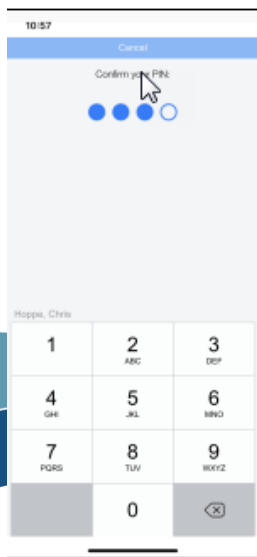 10:57
Cancel
Confirm your PIN:
Hoppe, Chris
1
2
3
ABC
DEF
4
5
6
GHI
JKL
MNO
7
8
9
PQRS
TUV
WXYZ
0